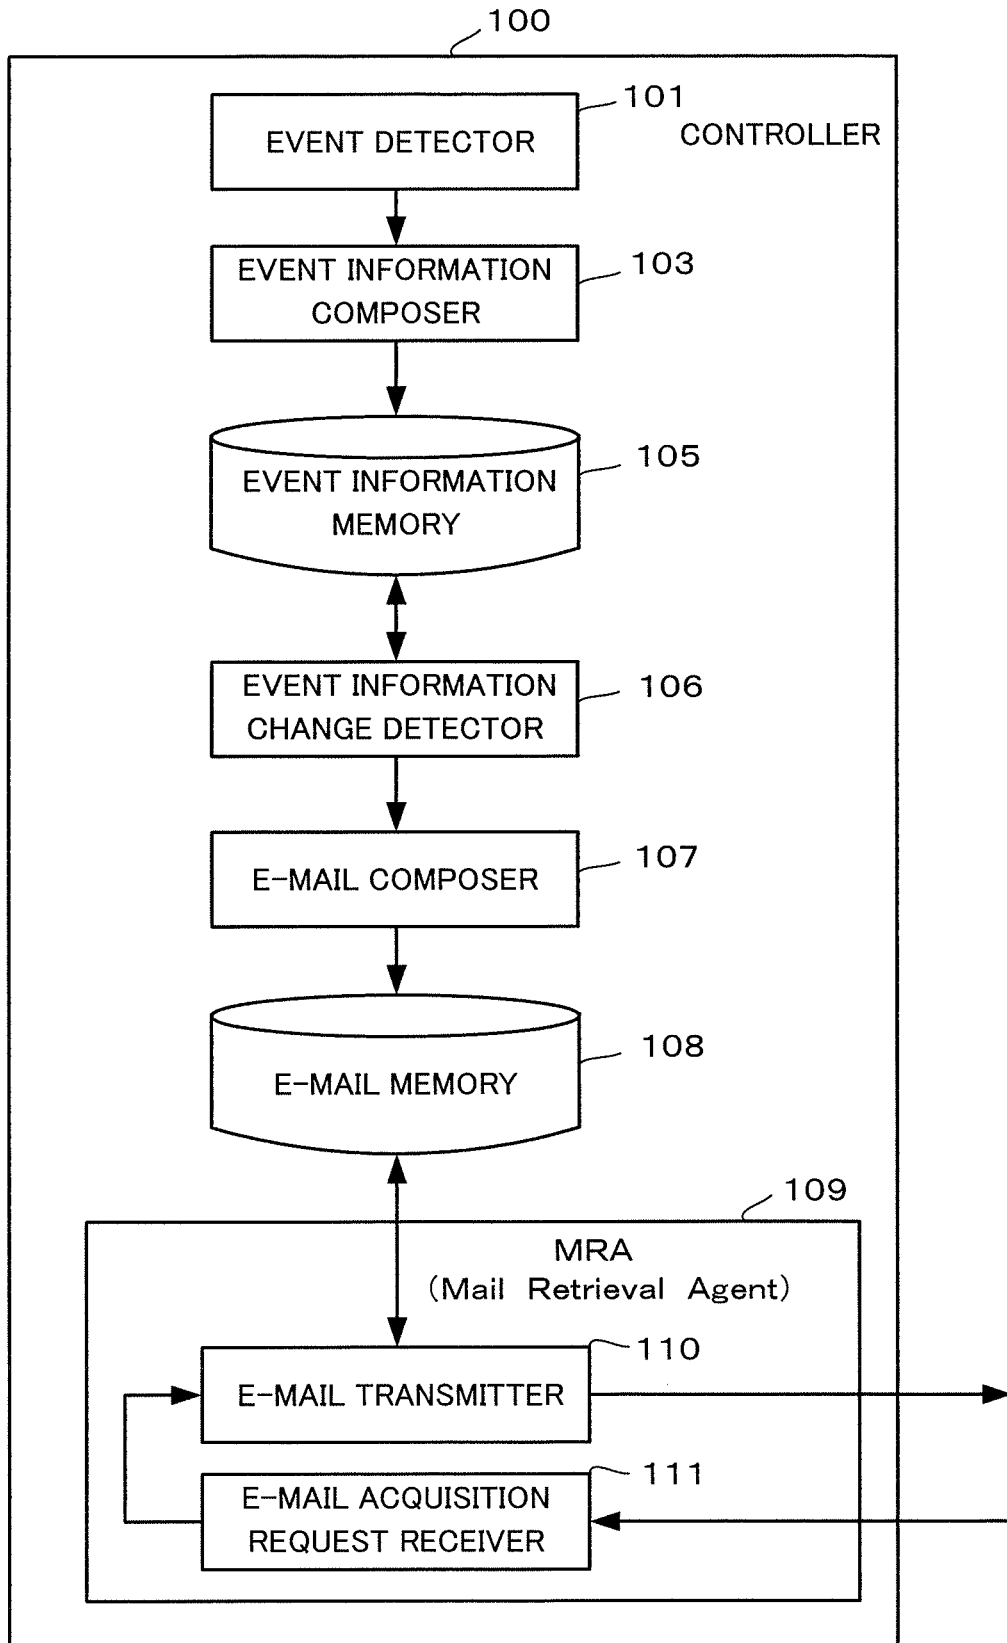 100
101
CONTROLLER
EVENT DETECTOR
103
EVENT INFORMATION
COMPOSER
105
EVENT INFORMATION
MEMORY
106
EVENT INFORMATION
CHANGE DETECTOR
107
E-MAIL COMPOSER
108
E-MAIL MEMORY
109
MRA
(Mail Retrieval Agent)
110
E-MAIL TRANSMITTER
111
E-MAIL ACQUISITION
REQUEST RECEIVER